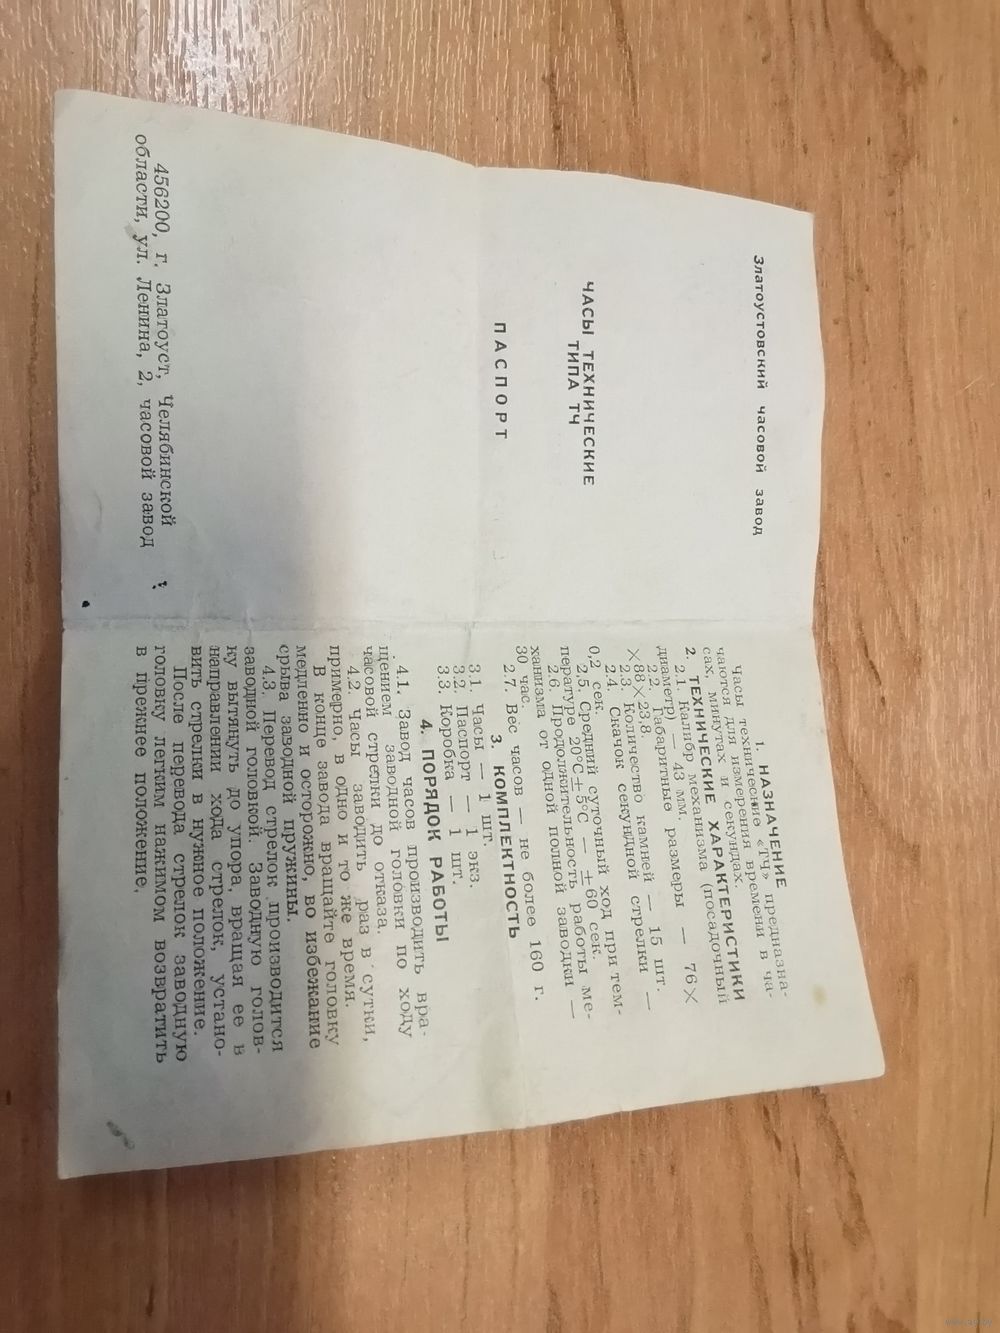 Златоустовский часовой завод
ЧАСЫ ТЕХНИЧЕСКИЕ
ТИПА ТЧ
ПАСПОРТ
456200, г. Златоуст, Челябинской
области, ул. Ленина, 2, часовой завод
1. НАЗНАЧЕНИЕ
Часы технические «ТЧ» предназна-
чаются для измерения времени в ча-
сах, минутах и секундах.
2. ТЕХНИЧЕСКИЕ ХАРАКТЕРИСТИКИ
2.1. Калибр механизма (посадочный
диаметр) — 43 мм.
2.2. Габаритные размеры — 76×
×88×23,8
2.3. Количество камней — 15 шт.
2.4. Скачок секундной стрелки —
0,2 сек.
2.5. Средний суточный ход при тем-
пературе 20°С±5°С — ±60 сек.
2.6. Продолжительность работы ме-
ханизма от одной полной заводки —
30 час.
2.7. Вес часов — не более 160 г.
3. КОМПЛЕКТНОСТЬ
3.1. Часы — 1 шт.
3.2. Паспорт — 1 экз.
3.3. Коробка — 1 шт.
4. ПОРЯДОК РАБОТЫ
4.1. Завод часов производить вра-
щением заводной головки по ходу
часовой стрелки до отказа.
4.2. Часы заводить раз в сутки,
примерно, в одно и то же время.
В конце завода вращайте головку
медленно и осторожно, во избежание
срыва заводной пружины.
4.3. Перевод стрелок производится
заводной головкой. Заводную голов-
ку вытянуть до упора, вращая ее в
направлении хода стрелок, устано-
вить стрелки в нужное положение.
После перевода стрелок заводную
головку легким нажимом возвратить
в прежнее положение.